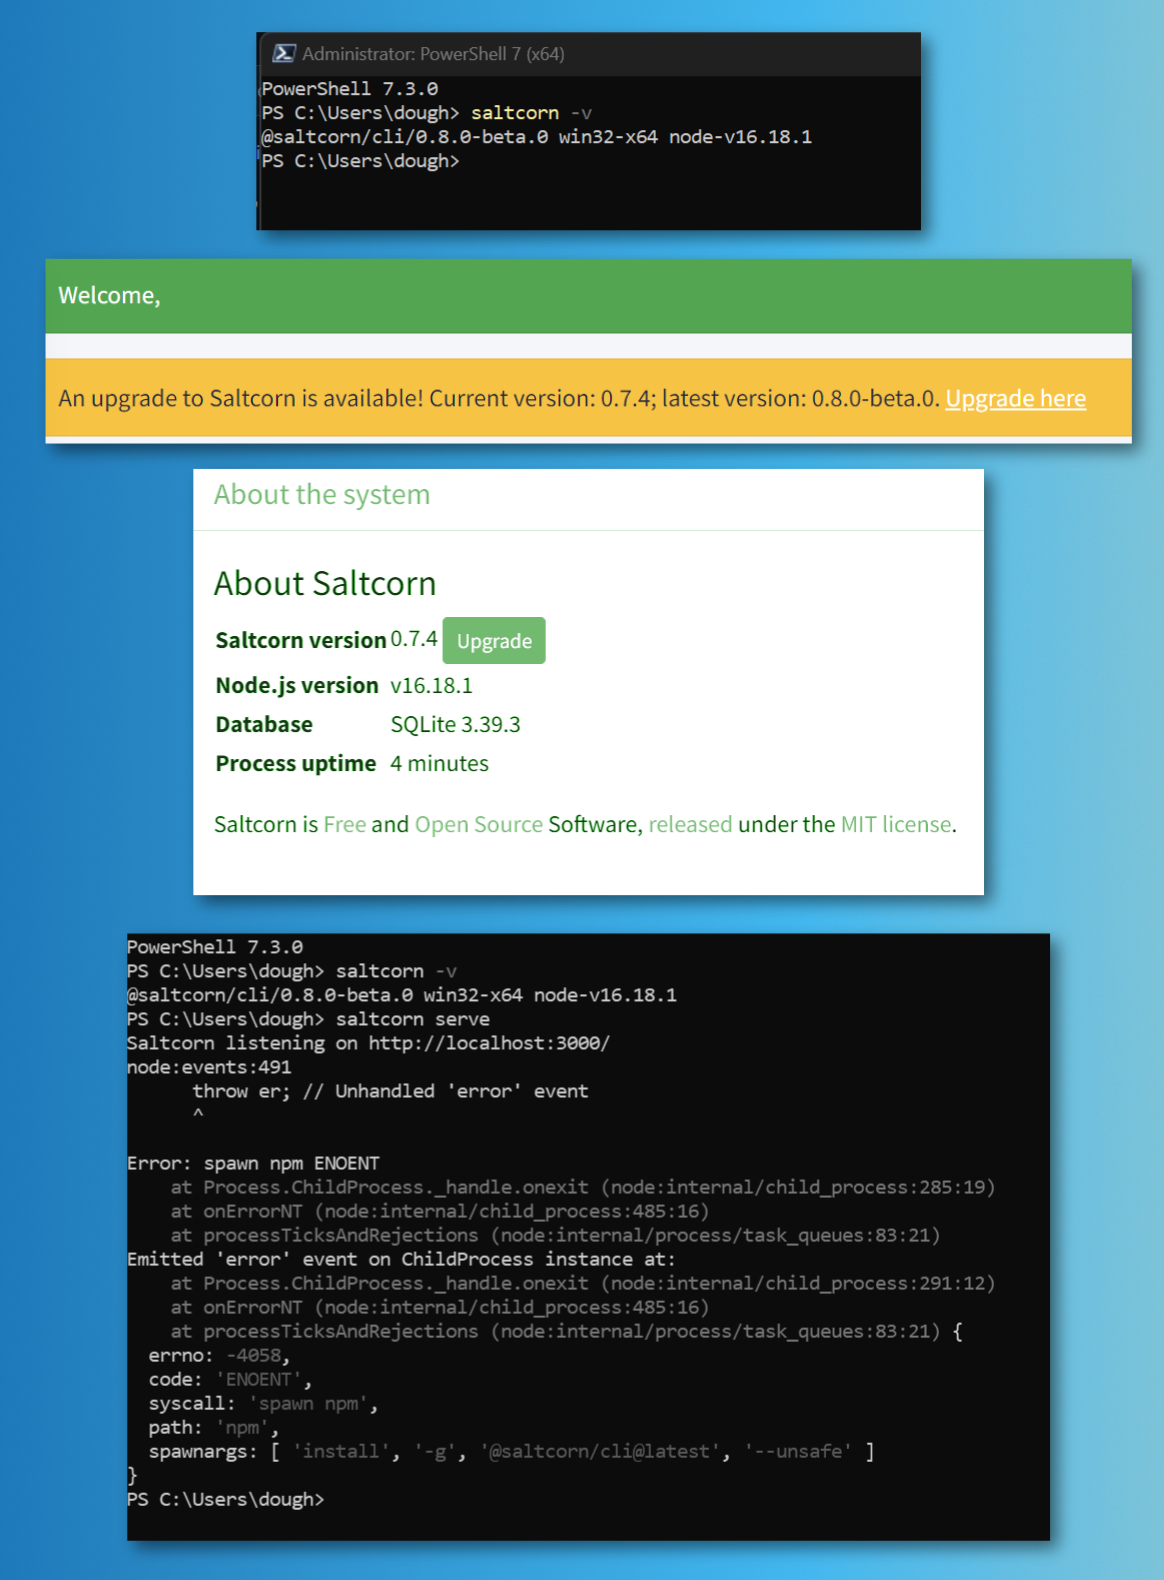 Administrator: PowerShell 7 (x64)
PowerShell 7.3.0
PS C:\Users\dough> saltcorn -v
@saltcorn/cli/0.8.0-beta.0 win32-x64 node-v16.18.1
PS C:\Users\dough>
Welcome,
An upgrade to Saltcorn is available! Current version: 0.7.4; latest version: 0.8.0-beta.0. Upgrade here
About the system
About Saltcorn
Saltcorn version 0.7.4 Upgrade
Node.js version v16.18.1
Database SQLite 3.39.3
Process uptime 4 minutes
Saltcorn is Free and Open Source Software, released under the MIT license.
PowerShell 7.3.0
PS C:\Users\dough> saltcorn -v
@saltcorn/cli/0.8.0-beta.0 win32-x64 node-v16.18.1
PS C:\Users\dough> saltcorn serve
Saltcorn listening on http://localhost:3000/
node:events:491
      throw er; // Unhandled 'error' event
      ^
Error: spawn npm ENOENT
    at Process.ChildProcess._handle.onexit (node:internal/child_process:285:19)
    at onErrorNT (node:internal/child_process:485:16)
    at processTicksAndRejections (node:internal/process/task_queues:83:21)
Emitted 'error' event on ChildProcess instance at:
    at Process.ChildProcess._handle.onexit (node:internal/child_process:291:12)
    at onErrorNT (node:internal/child_process:485:16)
    at processTicksAndRejections (node:internal/process/task_queues:83:21) {
  errno: -4058,
  code: 'ENOENT',
  syscall: 'spawn npm',
  path: 'npm',
  spawnargs: [ 'install', '-g', '@saltcorn/cli@latest', '--unsafe' ]
}
PS C:\Users\dough>